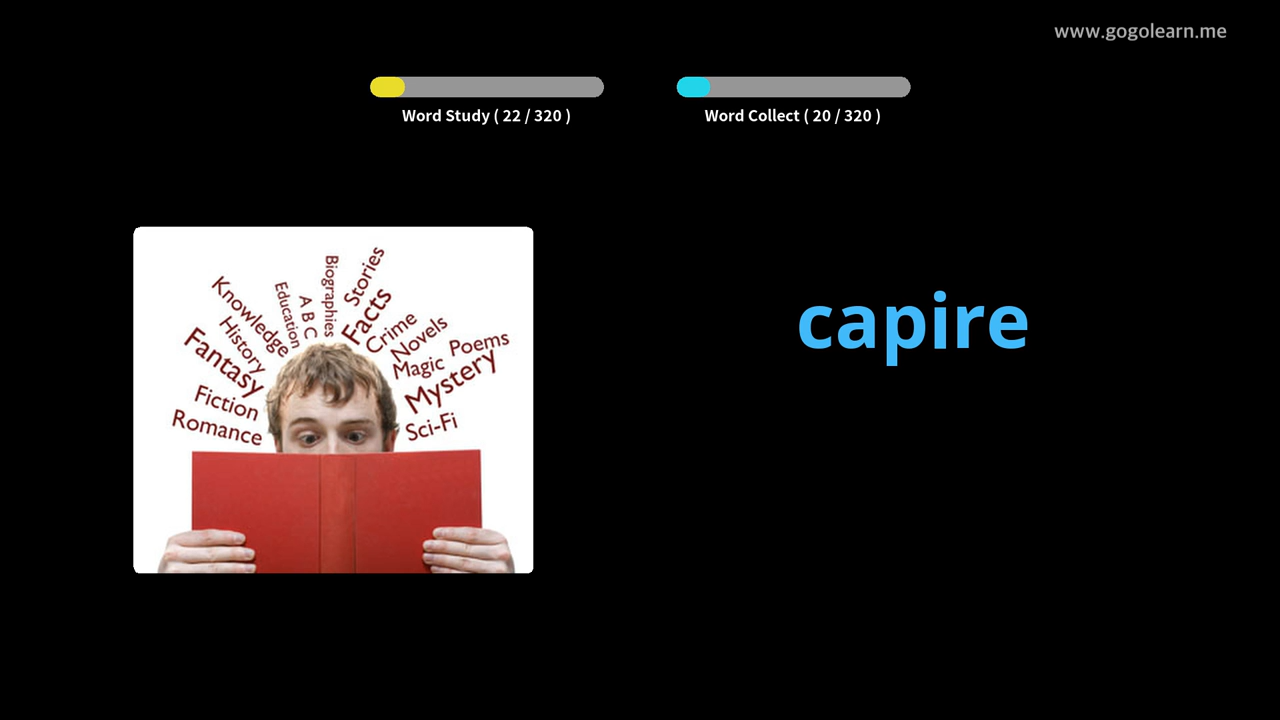 www.gogolearn.me
Word Study ( 22 / 320 )
Word Collect ( 20 / 320 )
Biographies
Stories
Education
A B C
Facts
Knowledge
Crime
History
Novels
Fantasy
Magic
Poems
Mystery
Fiction
Romance
Sci-Fi
capire